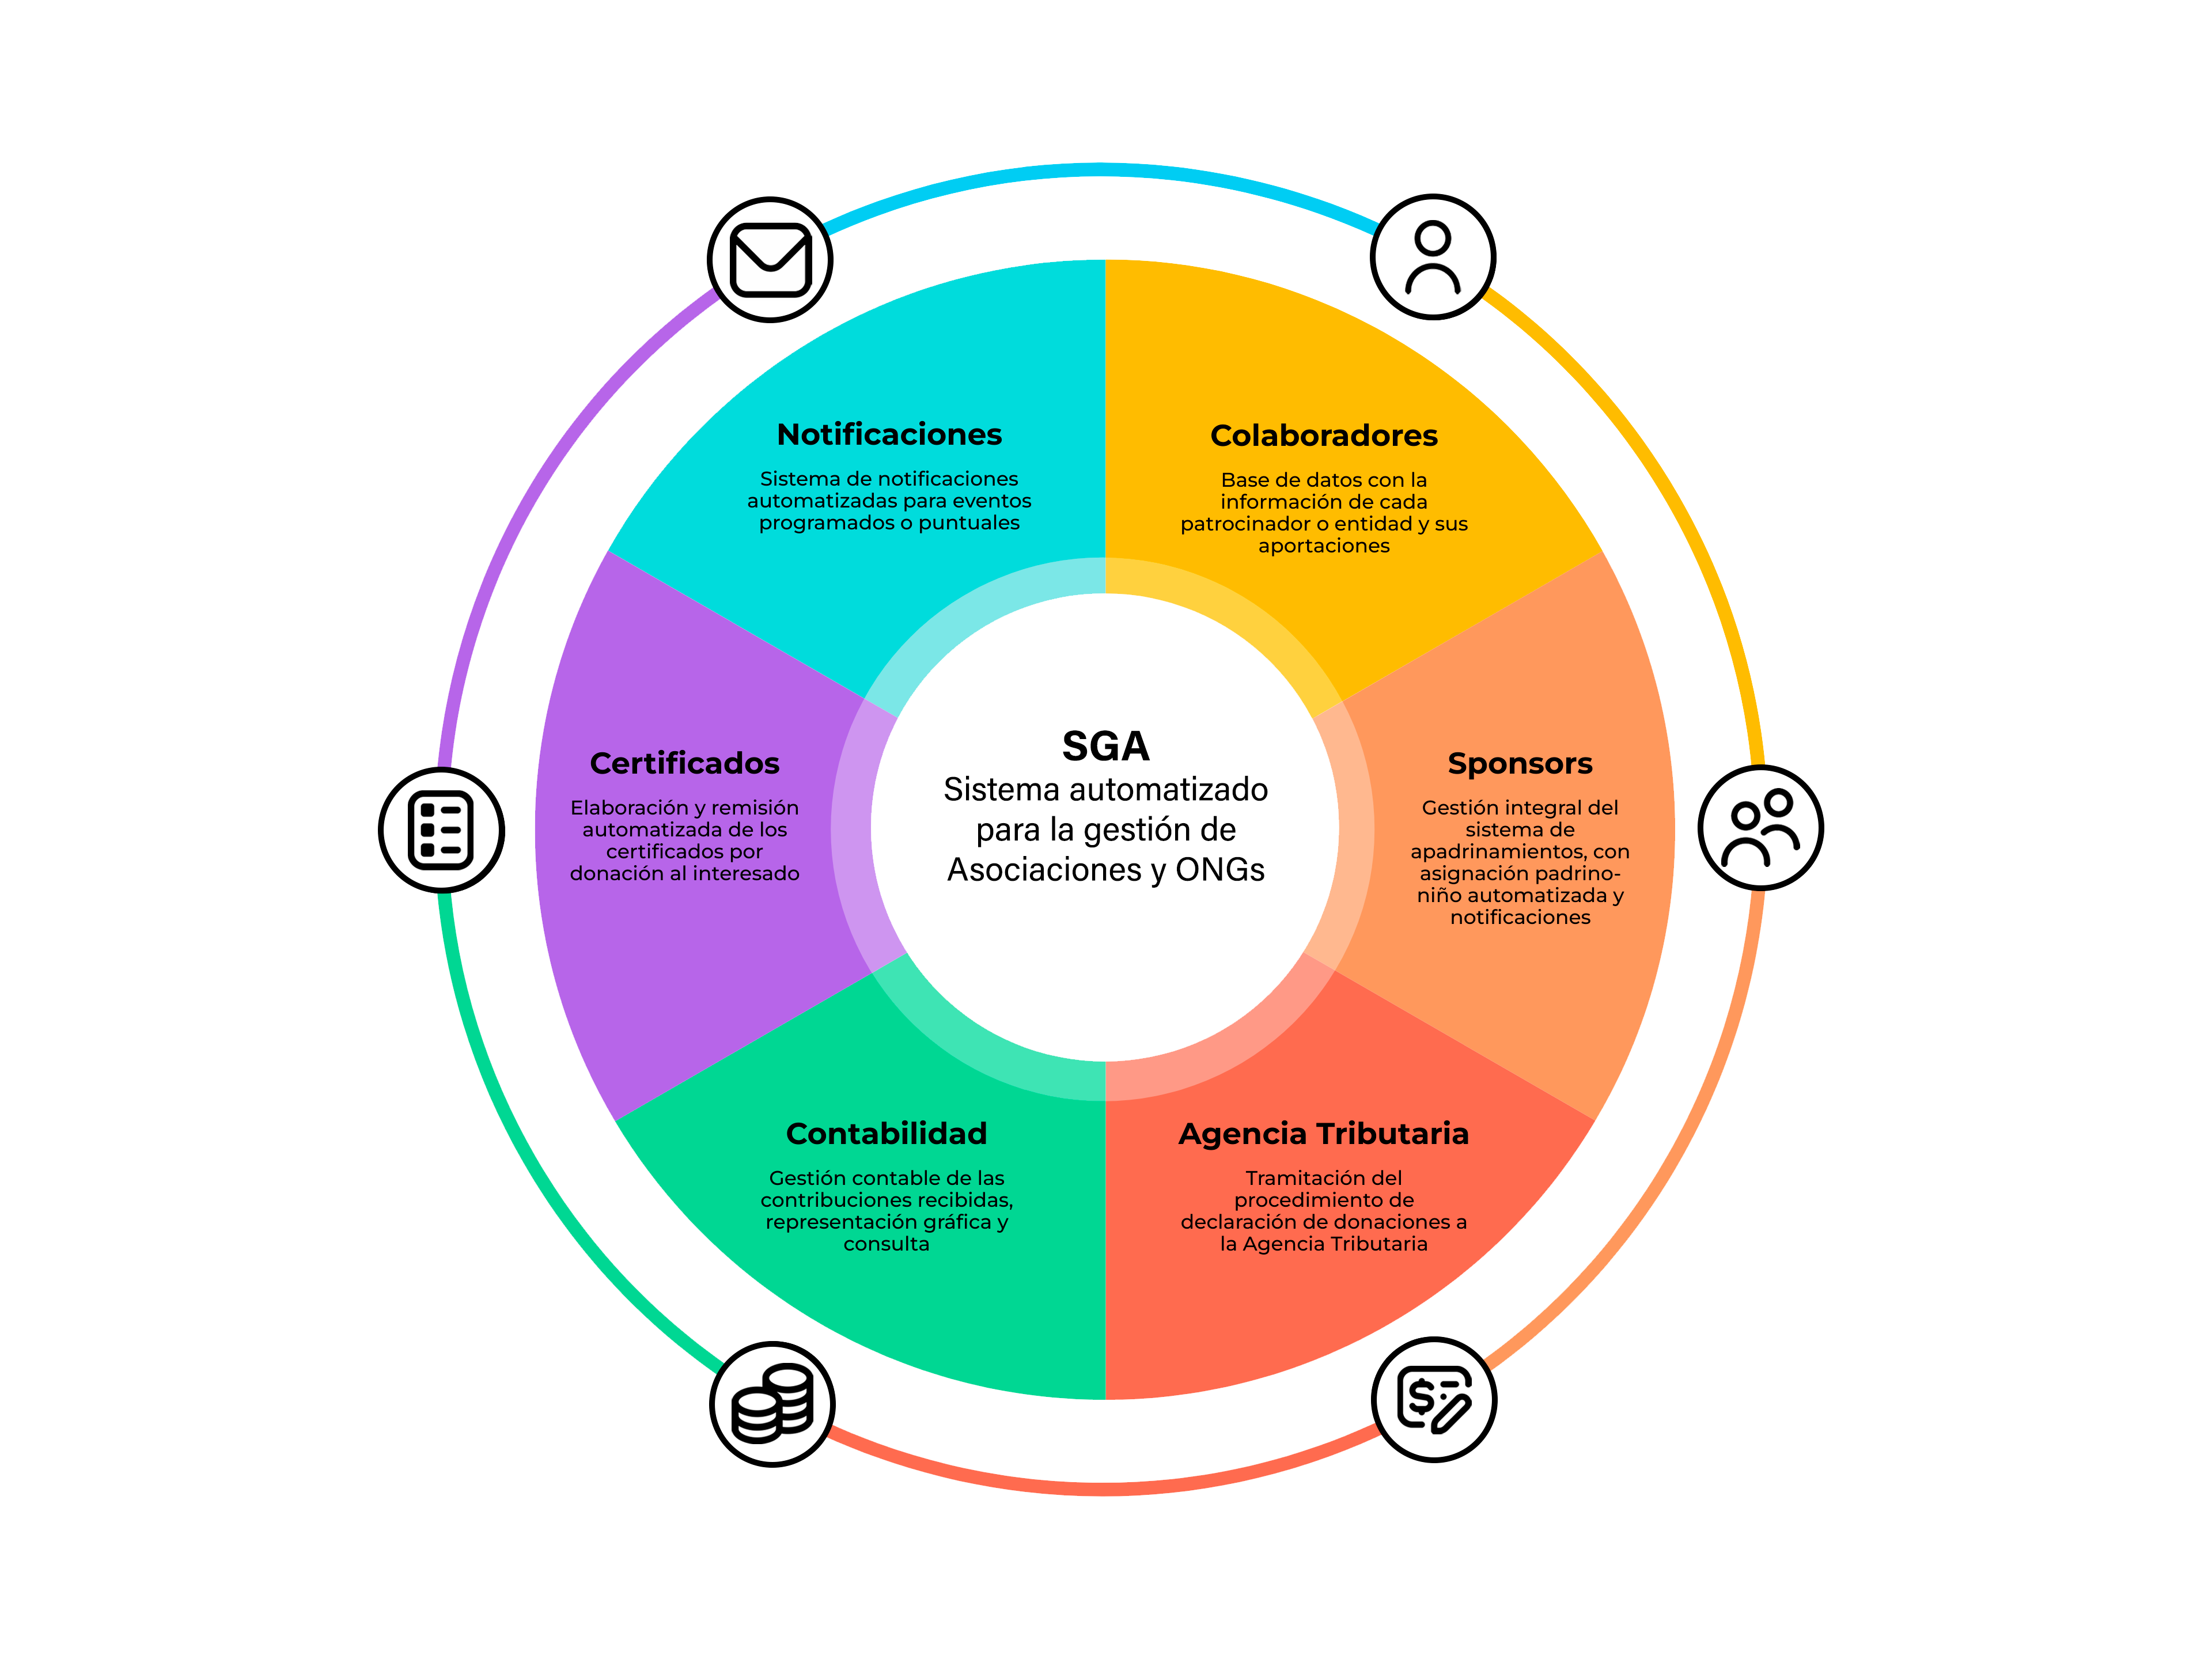 Notificaciones
Sistema de notificaciones
automatizadas para eventos
programados o puntuales
Colaboradores
Base de datos con la
información de cada
patrocinador o entidad y sus
aportaciones
Certificados
Elaboración y remisión
automatizada de los
certificados por
donación al interesado
SGA
Sistema automatizado
para la gestión de
Asociaciones y ONGs
Sponsors
Gestión integral del
sistema de
apadrinamientos, con
asignación padrino-
niño automatizada y
notificaciones
Contabilidad
Gestión contable de las
contribuciones recibidas,
representación gráfica y
consulta
Agencia Tributaria
Tramitación del
procedimiento de
declaración de donaciones a
la Agencia Tributaria